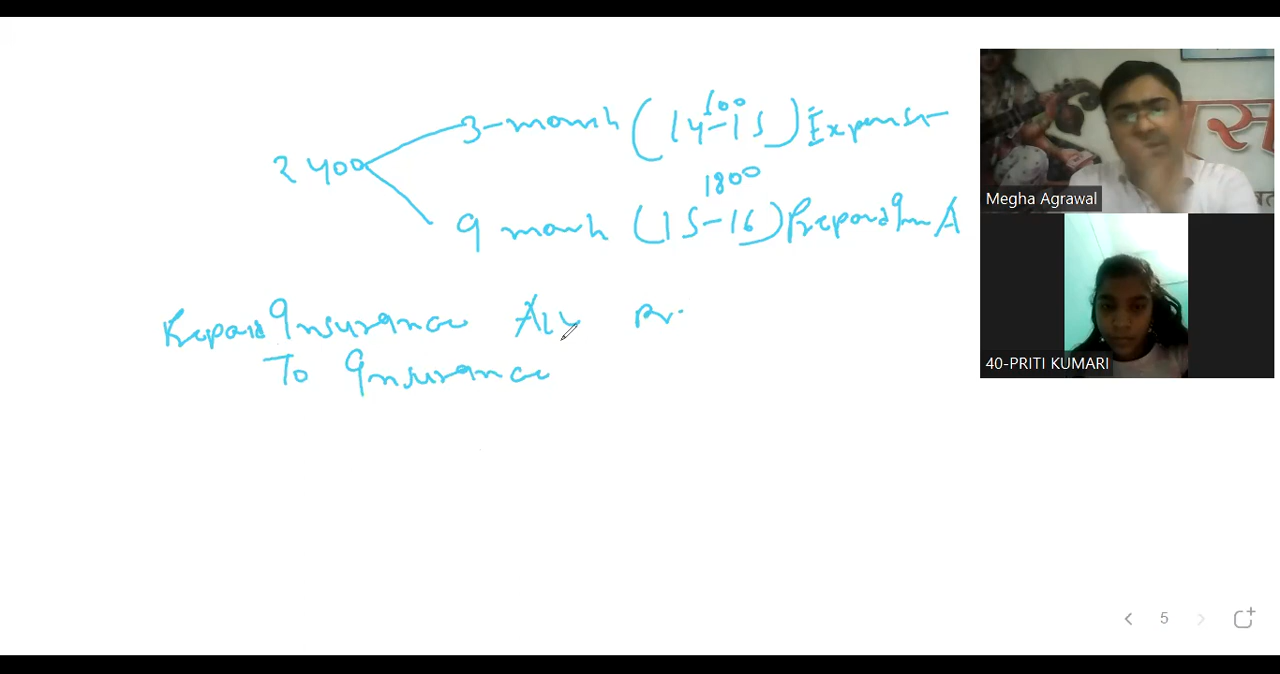 2400
3-month (14-15) Expense
600
1800
9 month (15-16) Prepaid Ins A
Prepaid Insurance A/c Dr.
To Insurance
Megha Agrawal
40-PRITI KUMARI
5